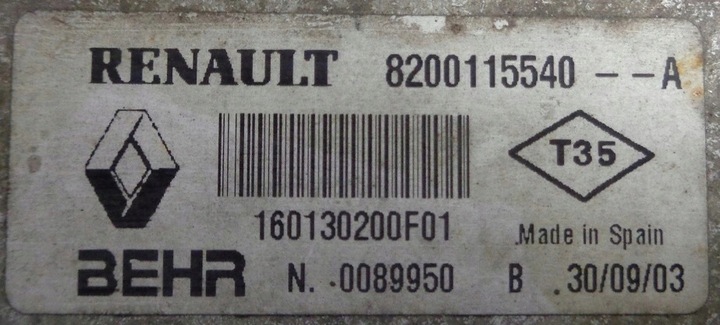 RENAULT 8200115540 -- A
T35
160130200F01
.Made in Spain
BEHR N. .0089950 B .30/09/03